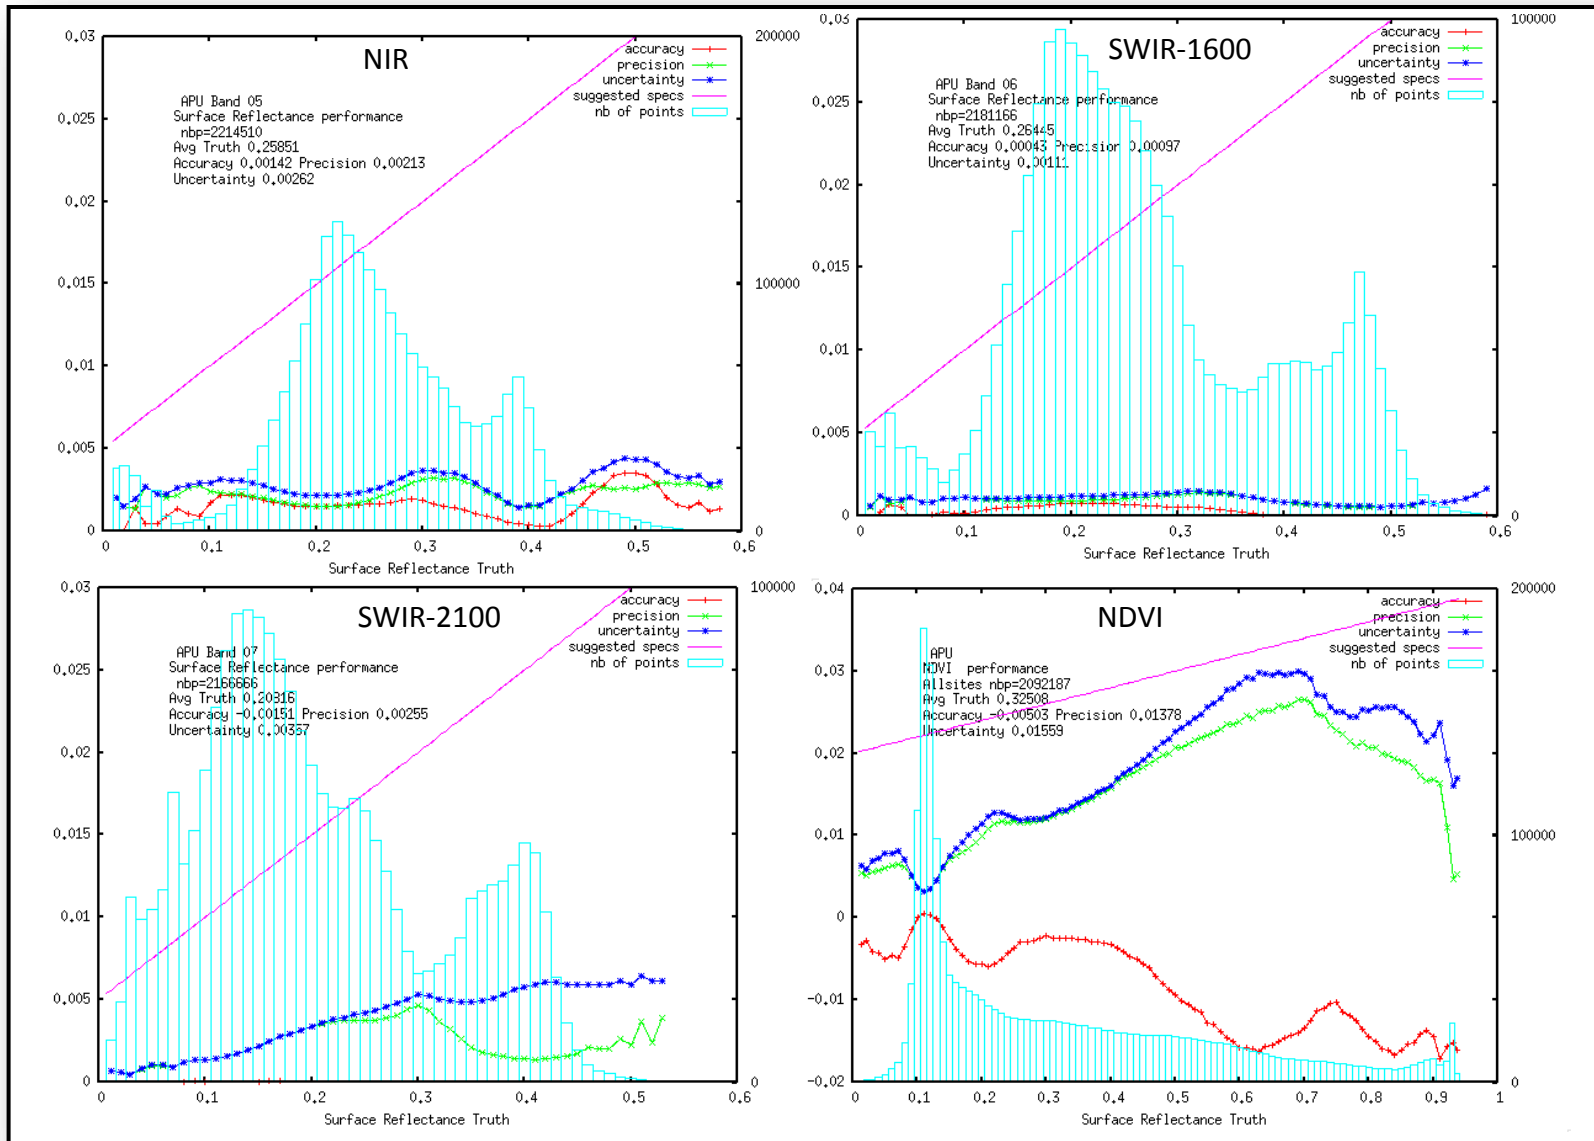 NIR
0.03
0.025
0.02
0.015
0.01
0.005
0
200000
100000
0
accuracy
precision
uncertainty
suggested specs
nb of points
APU Band 05
Surface Reflectance performance
nbp=2214510
Avg Truth 0.25851
Accuracy 0.00142 Precision 0.00213
Uncertainty 0.00262
0 0.1 0.2 0.3 0.4 0.5 0.6
Surface Reflectance Truth
SWIR-1600
0.03
0.025
0.02
0.015
0.01
0.005
0
100000
0
accuracy
precision
uncertainty
suggested specs
nb of points
APU Band 06
Surface Reflectance performance
nbp=2181166
Avg Truth 0.26445
Accuracy 0.00043 Precision 0.00097
Uncertainty 0.00111
0 0.1 0.2 0.3 0.4 0.5 0.6
Surface Reflectance Truth
SWIR-2100
0.03
0.025
0.02
0.015
0.01
0.005
0
100000
0
accuracy
precision
uncertainty
suggested specs
nb of points
APU Band 07
Surface Reflectance performance
nbp=2166666
Avg Truth 0.20816
Accuracy -0.00151 Precision 0.00255
Uncertainty 0.00357
0 0.1 0.2 0.3 0.4 0.5 0.6
Surface Reflectance Truth
NDVI
0.04
0.03
0.02
0.01
0
-0.01
-0.02
200000
100000
0
accuracy
precision
uncertainty
suggested specs
nb of points
APU
NDVI performance
Allsites nbp=2092187
Avg Truth 0.32508
Accuracy -0.00503 Precision 0.01378
Uncertainty 0.01559
0 0.1 0.2 0.3 0.4 0.5 0.6 0.7 0.8 0.9 1
Surface Reflectance Truth